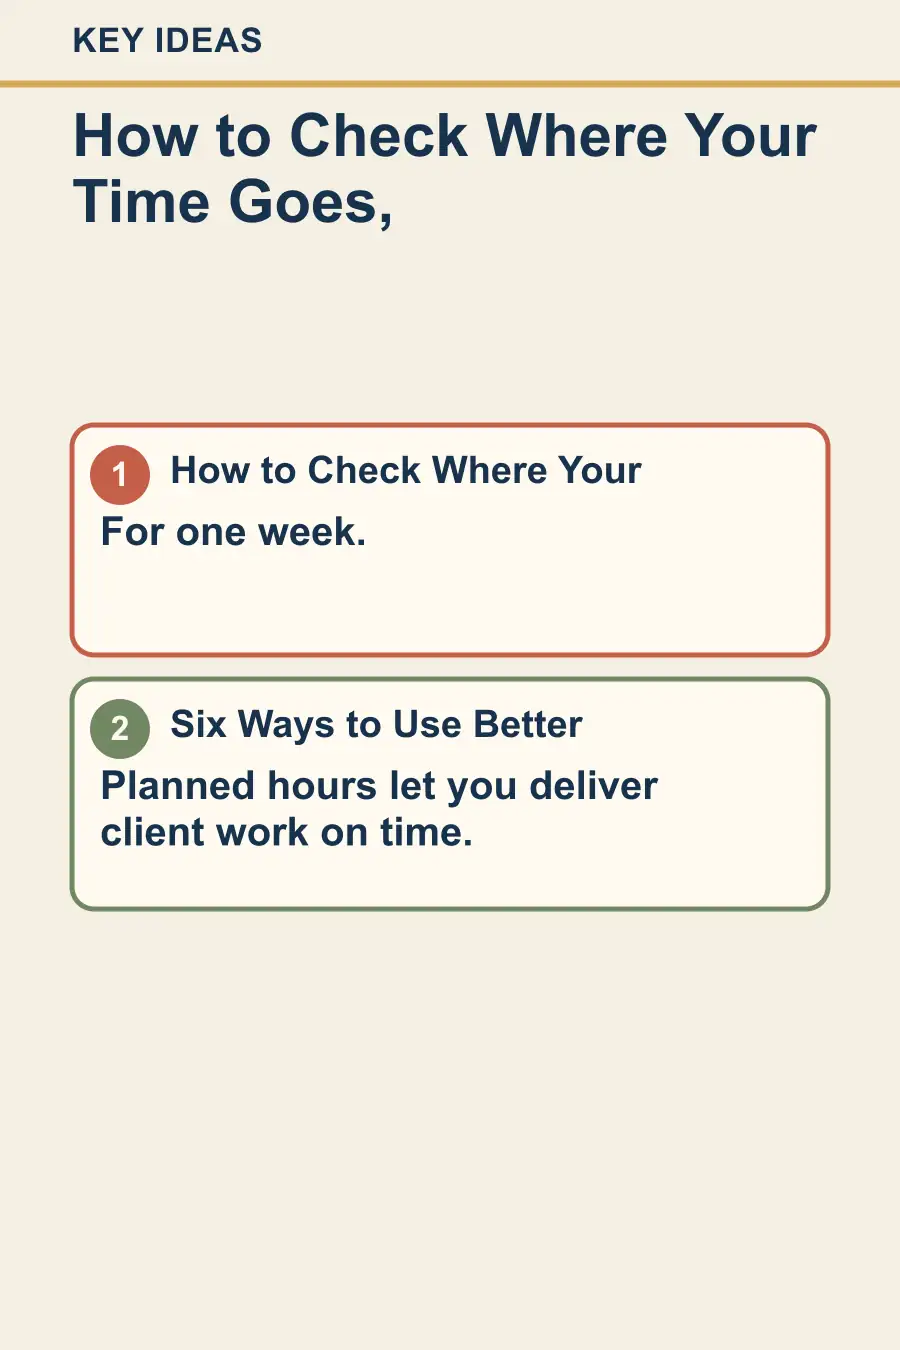 KEY IDEAS
How to Check Where Your
Time Goes,
1
How to Check Where Your
For one week.
2
Six Ways to Use Better
Planned hours let you deliver
client work on time.